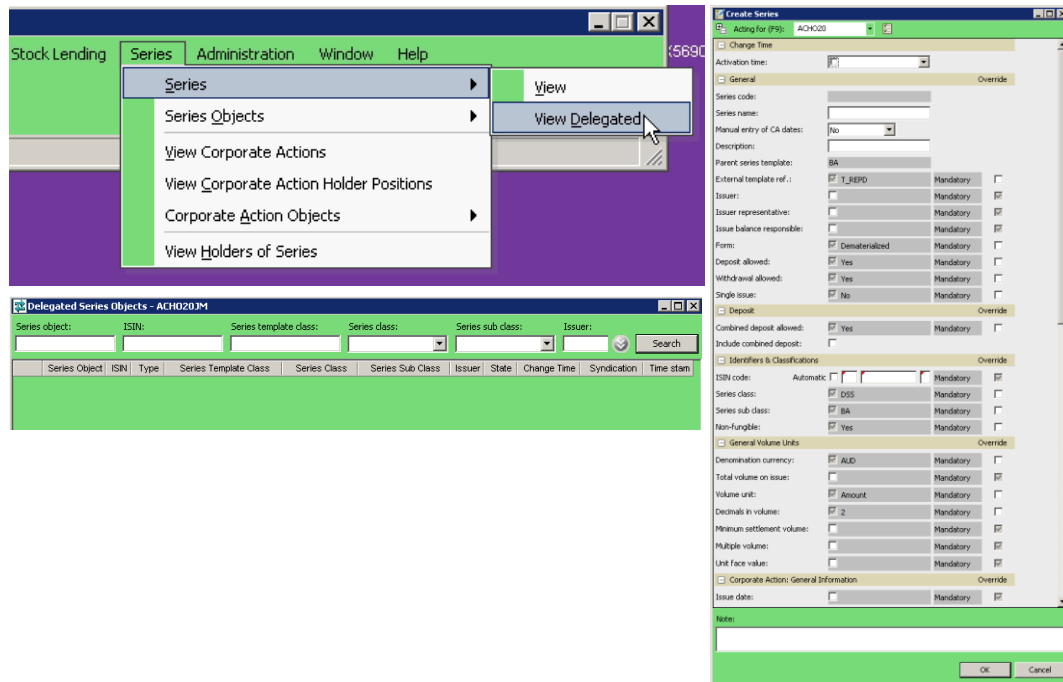 Stock Lending Series Administration Window Help
Series
Series Objects
View Corporate Actions
View Corporate Action Holder Positions
Corporate Action Objects
View Holders of Series
View
View Delegated
Delegated Series Objects - ACHO20JM
Series object: ISIN: Series template class: Series class: Series sub class: Issuer:
Search
Series Object ISIN Type Series Template Class Series Class Series Sub Class Issuer State Change Time Syndication Time stam
Create Series
Acting for (F9): ACHO20
Change Time
Activation time:
General Override
Series code:
Series name:
Manual entry of CA dates: No
Description:
Parent series template: BA
External template ref.: T_REPD Mandatory
Issuer: Mandatory
Issuer representative: Mandatory
Issue balance responsible: Mandatory
Form: Dematerialized Mandatory
Deposit allowed: Yes Mandatory
Withdrawal allowed: Yes Mandatory
Single issue: No Mandatory
Deposit Override
Combined deposit allowed: Yes Mandatory
Include combined deposit:
Identifiers & Classifications Override
ISIN code: Automatic Mandatory
Series class: DSS Mandatory
Series sub class: BA Mandatory
Non-fungible: Yes Mandatory
General Volume Units Override
Denomination currency: AUD Mandatory
Total volume on issue: Mandatory
Volume unit: Amount Mandatory
Decimals in volume: 2 Mandatory
Minimum settlement volume: Mandatory
Multiple volume: Mandatory
Unit face value: Mandatory
Corporate Action: General Information Override
Issue date: Mandatory
Note:
OK Cancel